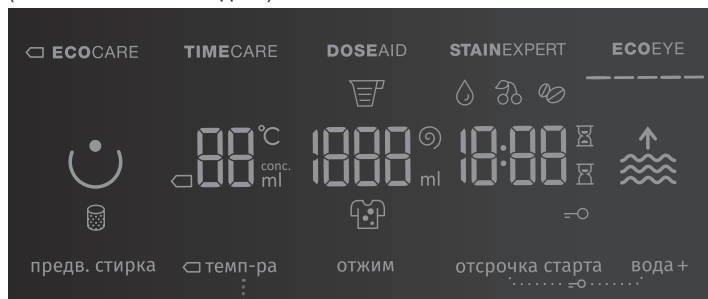 ECOCARE TIMECARE DOSEAID STAINEXPERT ECOEYE
88 °C 1888 18:88
conc.
ml ml
предв. стирка темп-ра отжим отсрочка старта вода +